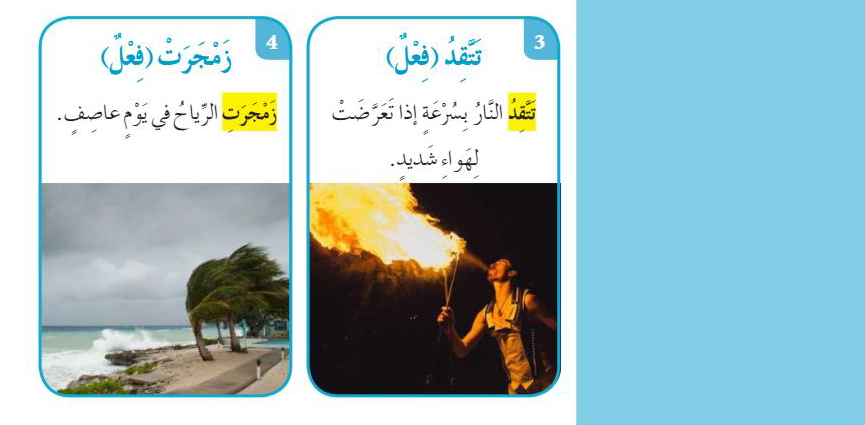 3
تَتَّقِدُ (فِعْلٌ)
تَتَّقِدُ النَّارُ بِسُرْعَةٍ إذا تَعَرَّضَتْ
لِهَواءٍ شَديدٍ.
4
زَمْجَرَتْ (فِعْلٌ)
زَمْجَرَتِ الرِّياحُ في يَوْمٍ عاصِفٍ.